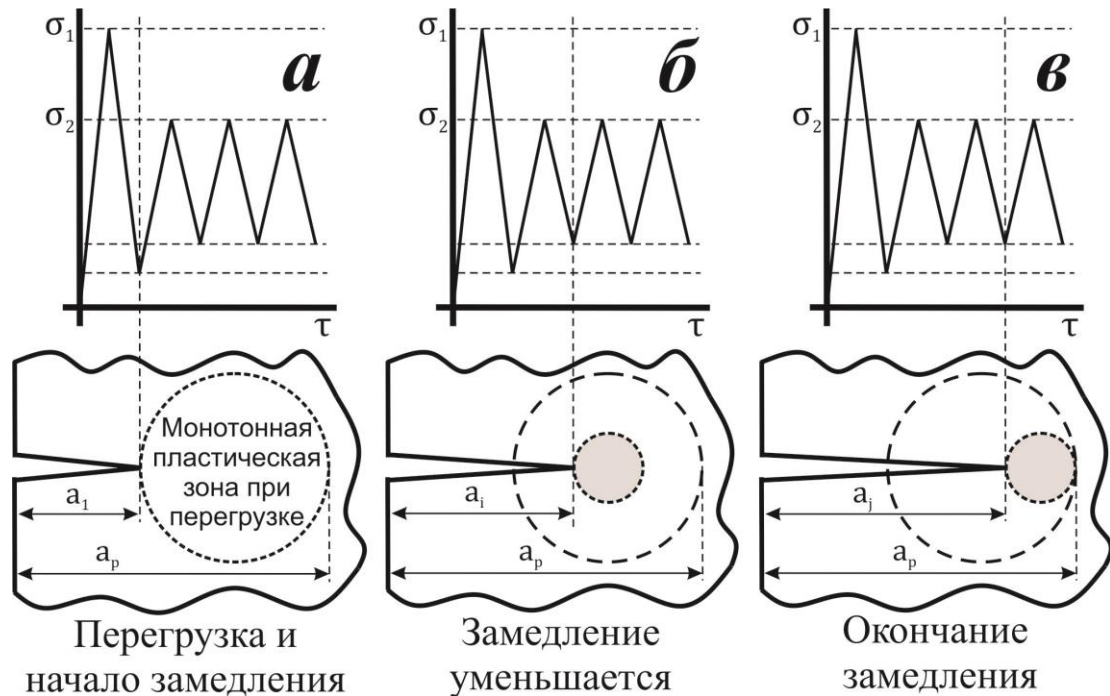 σ₁
σ₂
а
τ
σ₁
σ₂
б
τ
σ₁
σ₂
в
τ
Монотонная
пластическая
зона при
перегрузке
a₁
aₚ
aᵢ
aₚ
aⱼ
aₚ
Перегрузка и
начало замедления
Замедление
уменьшается
Окончание
замедления